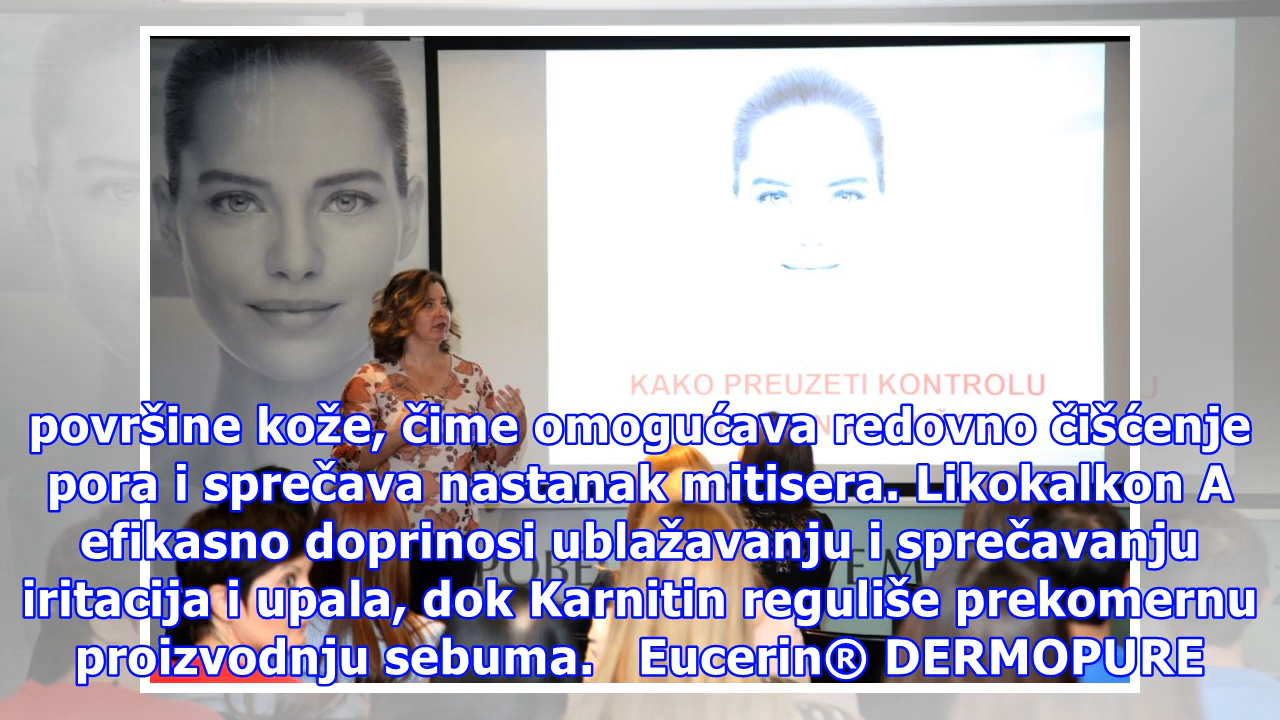 KAKO PREUZETI KONTROLU
površine kože, čime omogućava redovno čišćenje
pora i sprečava nastanak mitisera. Likokalkon A
efikasno doprinosi ublažavanju i sprečavanju
iritacija i upala, dok Karnitin reguliše prekomernu
proizvodnju sebuma. Eucerin® DERMOPURE